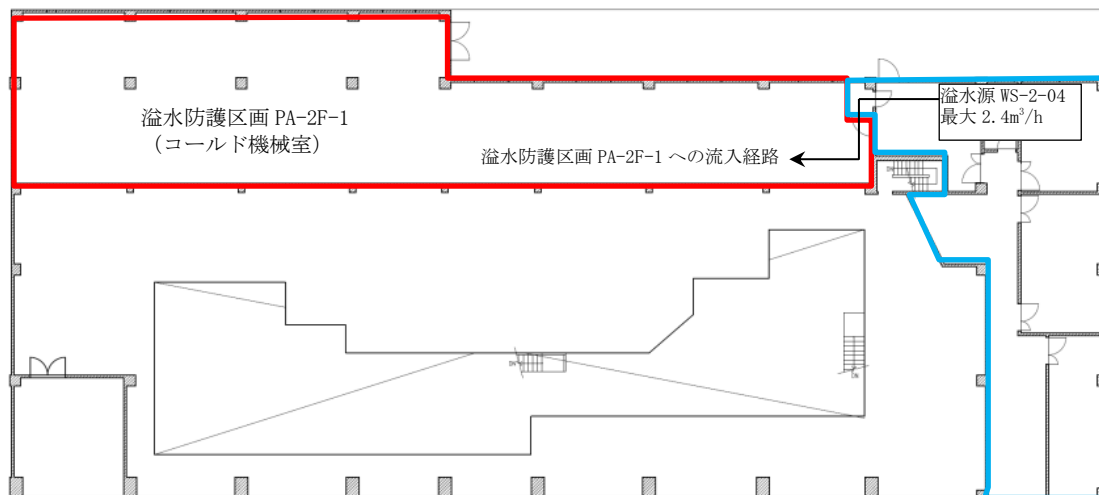 溢水防護区画 PA-2F-1
（コールド機械室）
溢水源 WS-2-04
最大 2.4m³/h
溢水防護区画 PA-2F-1 への流入経路